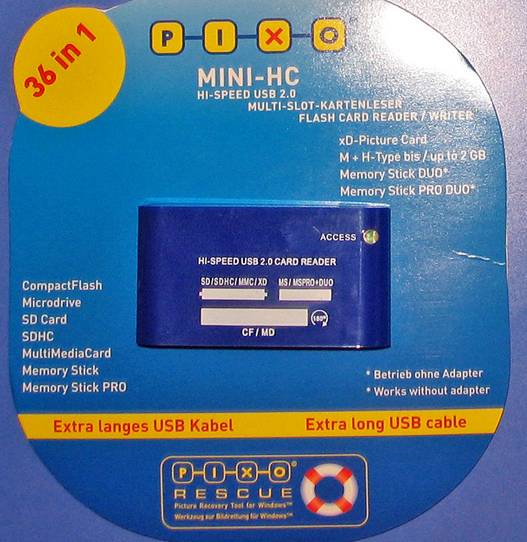 36 in 1
PIXO
MINI-HC
HI-SPEED USB 2.0
MULTI-SLOT-KARTENLESER
FLASH CARD READER / WRITER
xD-Picture Card
M + H-Type bis / up to 2 GB
Memory Stick DUO*
Memory Stick PRO DUO*
ACCESS
HI-SPEED USB 2.0 CARD READER
SD/SDHC/MMC/XD MS/MSPRO+DUO
180°
CF / MD
CompactFlash
Microdrive
SD Card
SDHC
MultiMediaCard
Memory Stick
Memory Stick PRO
* Betrieb ohne Adapter
* Works without adapter
Extra langes USB Kabel Extra long USB cable
P-I-X-O®
RESCUE
Picture Recovery Tool for Windows™
Werkzeug zur Bildrettung für Windows™